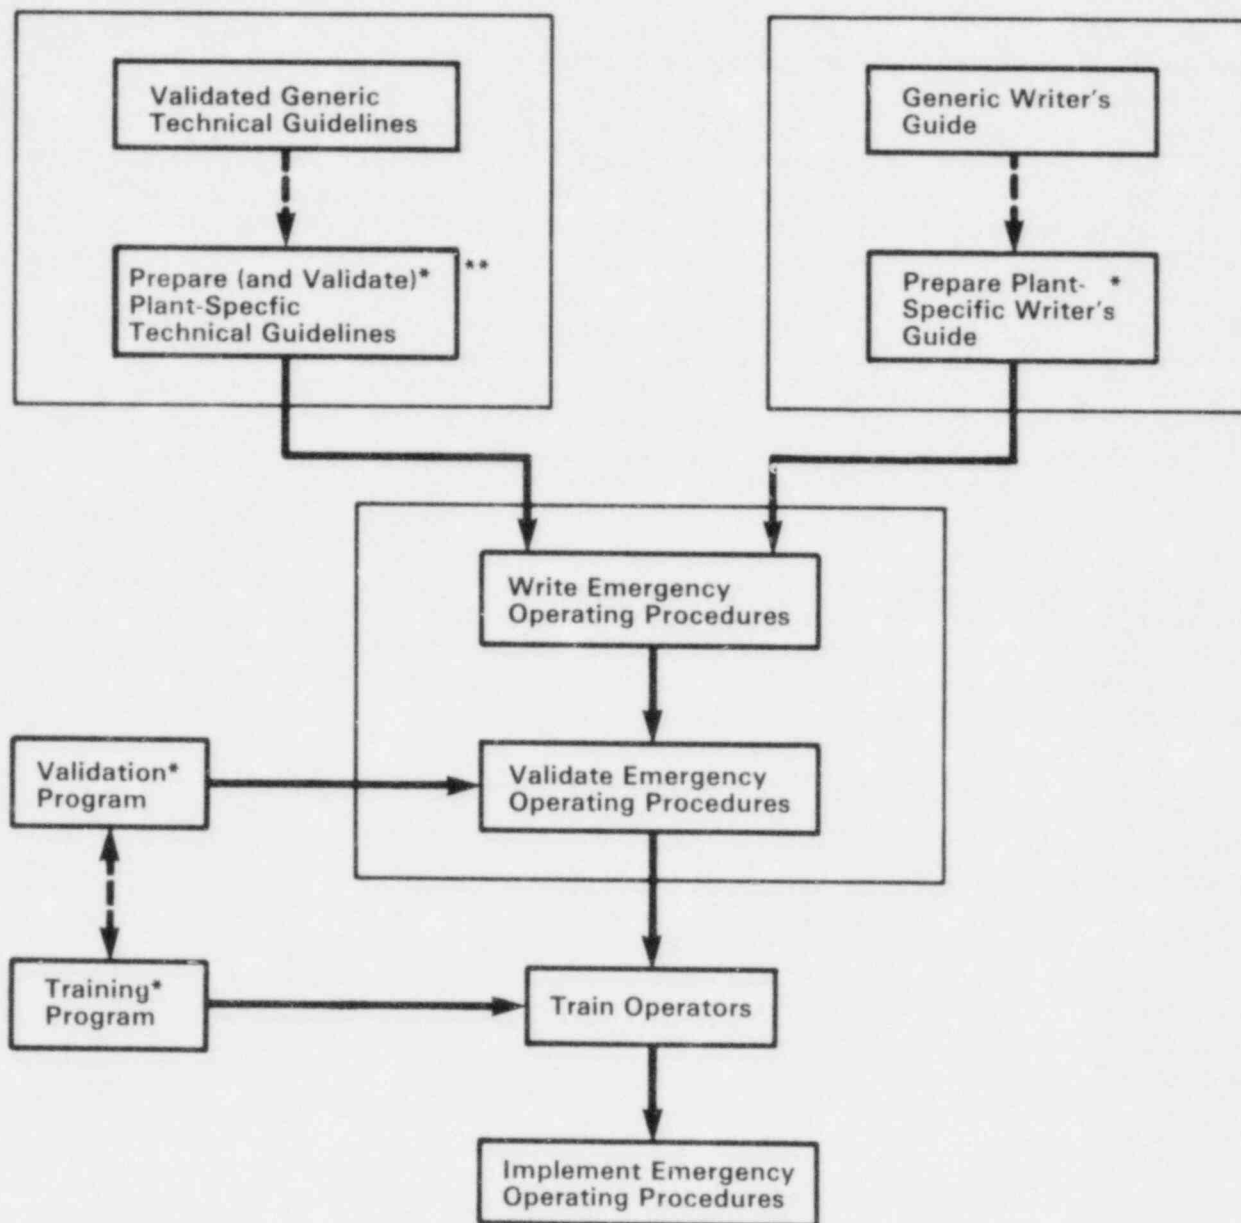 Validated Generic
Technical Guidelines
Generic Writer's
Guide
Prepare (and Validate)* **
Plant-Specfic
Technical Guidelines
Prepare Plant- *
Specific Writer's
Guide
Write Emergency
Operating Procedures
Validation*
Program
Validate Emergency
Operating Procedures
Training*
Program
Train Operators
Implement Emergency
Operating Procedures